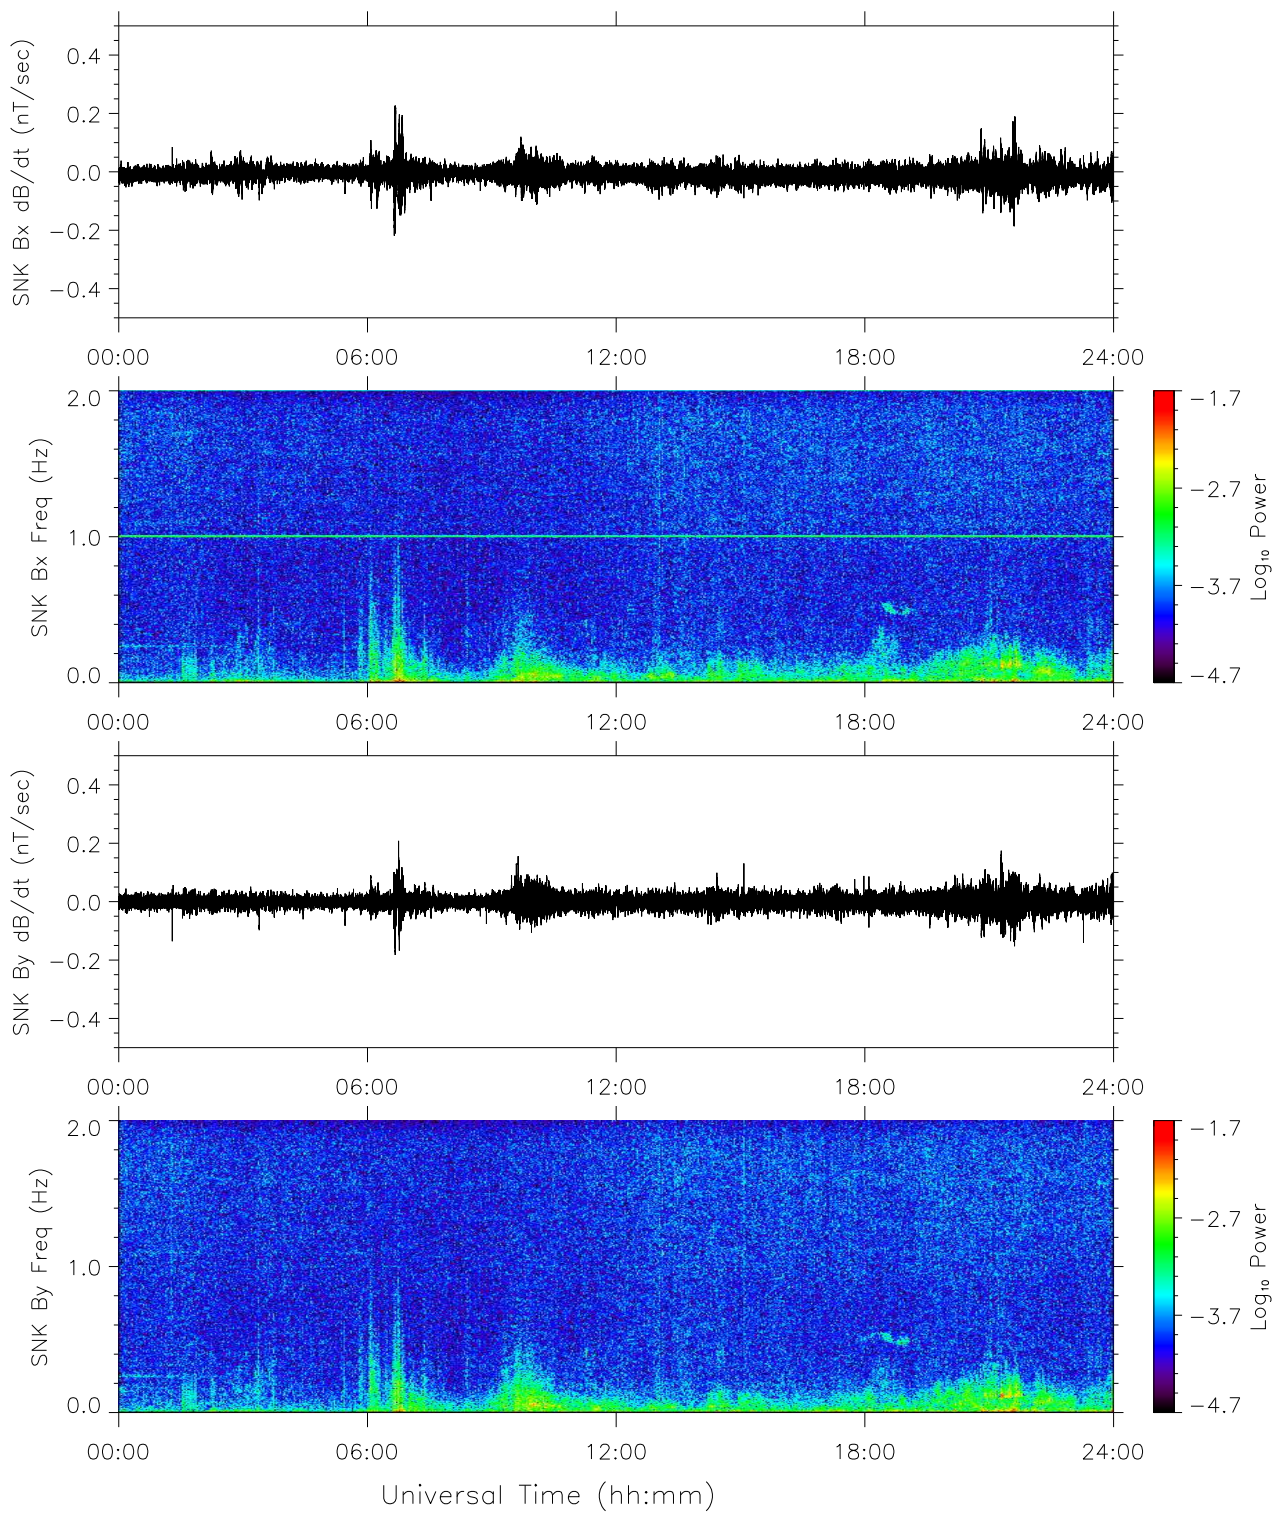 SNK Bx dB/dt (nT/sec)
0.4
0.2
0.0
−0.2
−0.4
00:00 06:00 12:00 18:00 24:00
SNK Bx Freq (Hz)
2.0
1.0
0.0
−1.7
−2.7
−3.7
−4.7
Log₁₀ Power
00:00 06:00 12:00 18:00 24:00
SNK By dB/dt (nT/sec)
0.4
0.2
0.0
−0.2
−0.4
00:00 06:00 12:00 18:00 24:00
SNK By Freq (Hz)
2.0
1.0
0.0
−1.7
−2.7
−3.7
−4.7
Log₁₀ Power
00:00 06:00 12:00 18:00 24:00
Universal Time (hh:mm)